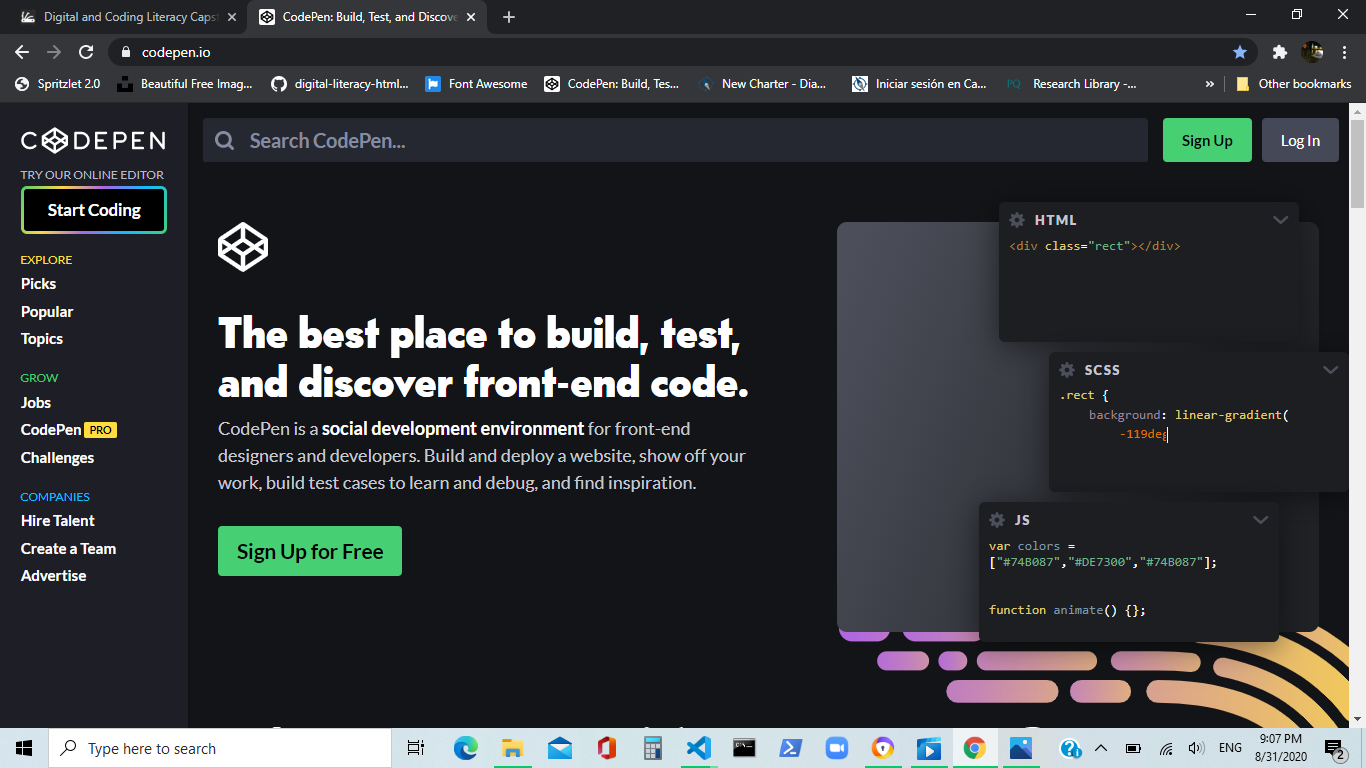 Digital and Coding Literacy Caps
CodePen: Build, Test, and Discove
codepen.io
Spritzlet 2.0
Beautiful Free Imag...
digital-literacy-html...
Font Awesome
CodePen: Build, Tes...
New Charter - Dia...
Iniciar sesión en Ca...
PQ
Research Library -...
»
Other bookmarks
CODEPEN
TRY OUR ONLINE EDITOR
Start Coding
EXPLORE
Picks
Popular
Topics
GROW
Jobs
CodePen PRO
Challenges
COMPANIES
Hire Talent
Create a Team
Advertise
Search CodePen...
Sign Up
Log In
The best place to build, test,
and discover front-end code.
CodePen is a social development environment for front-end
designers and developers. Build and deploy a website, show off your
work, build test cases to learn and debug, and find inspiration.
Sign Up for Free
HTML
<div class="rect"></div>
SCSS
.rect {
background: linear-gradient(
-119deg
JS
var colors =
["#74B087","#DE7300","#74B087"];
function animate() {};
Type here to search
ENG
9:07 PM
8/31/2020
2